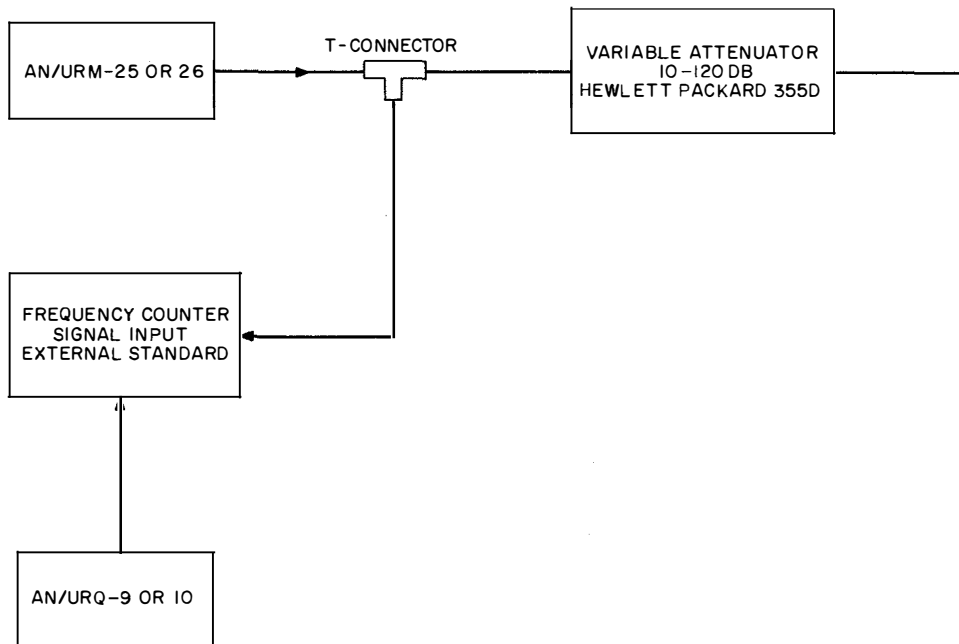 AN/URM-25 OR 26
T-CONNECTOR
VARIABLE ATTENUATOR
10-120 DB
HEWLETT PACKARD 355D
FREQUENCY COUNTER
SIGNAL INPUT
EXTERNAL STANDARD
AN/URQ-9 OR 10